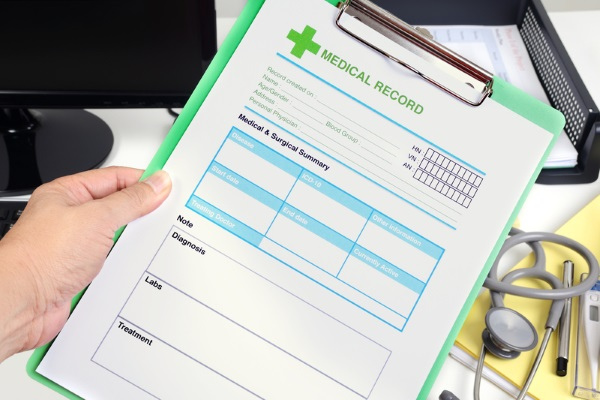 MEDICAL RECORD
Record created on
Name
Age/Gender
Blood Group
Address
Personal Physician
HN
VN
AN
Medical & Surgical Summary
Disease
ICD-10
Other information
Start date
End date
Currently Active
Treating Doctor
Note
Diagnosis
Labs
Treatment